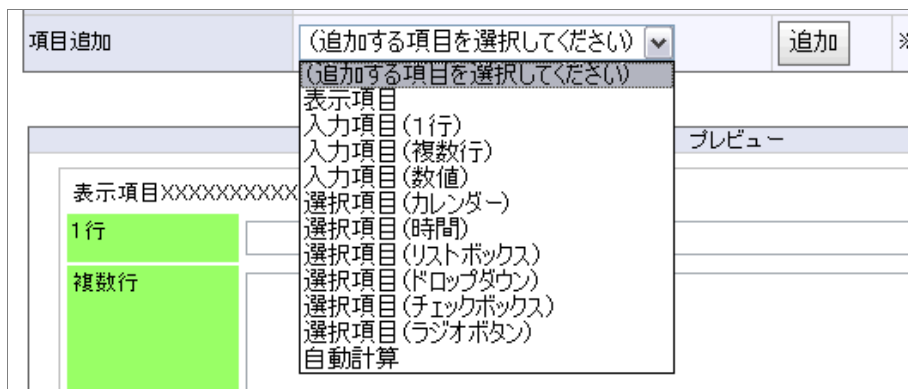 項目追加
(追加する項目を選択してください)
追加
※
(追加する項目を選択してください)
表示項目
入力項目(1行)
入力項目(複数行)
入力項目(数値)
選択項目(カレンダー)
選択項目(時間)
選択項目(リストボックス)
選択項目(ドロップダウン)
選択項目(チェックボックス)
選択項目(ラジオボタン)
自動計算
プレビュー
表示項目XXXXXXXXXX
1行
複数行